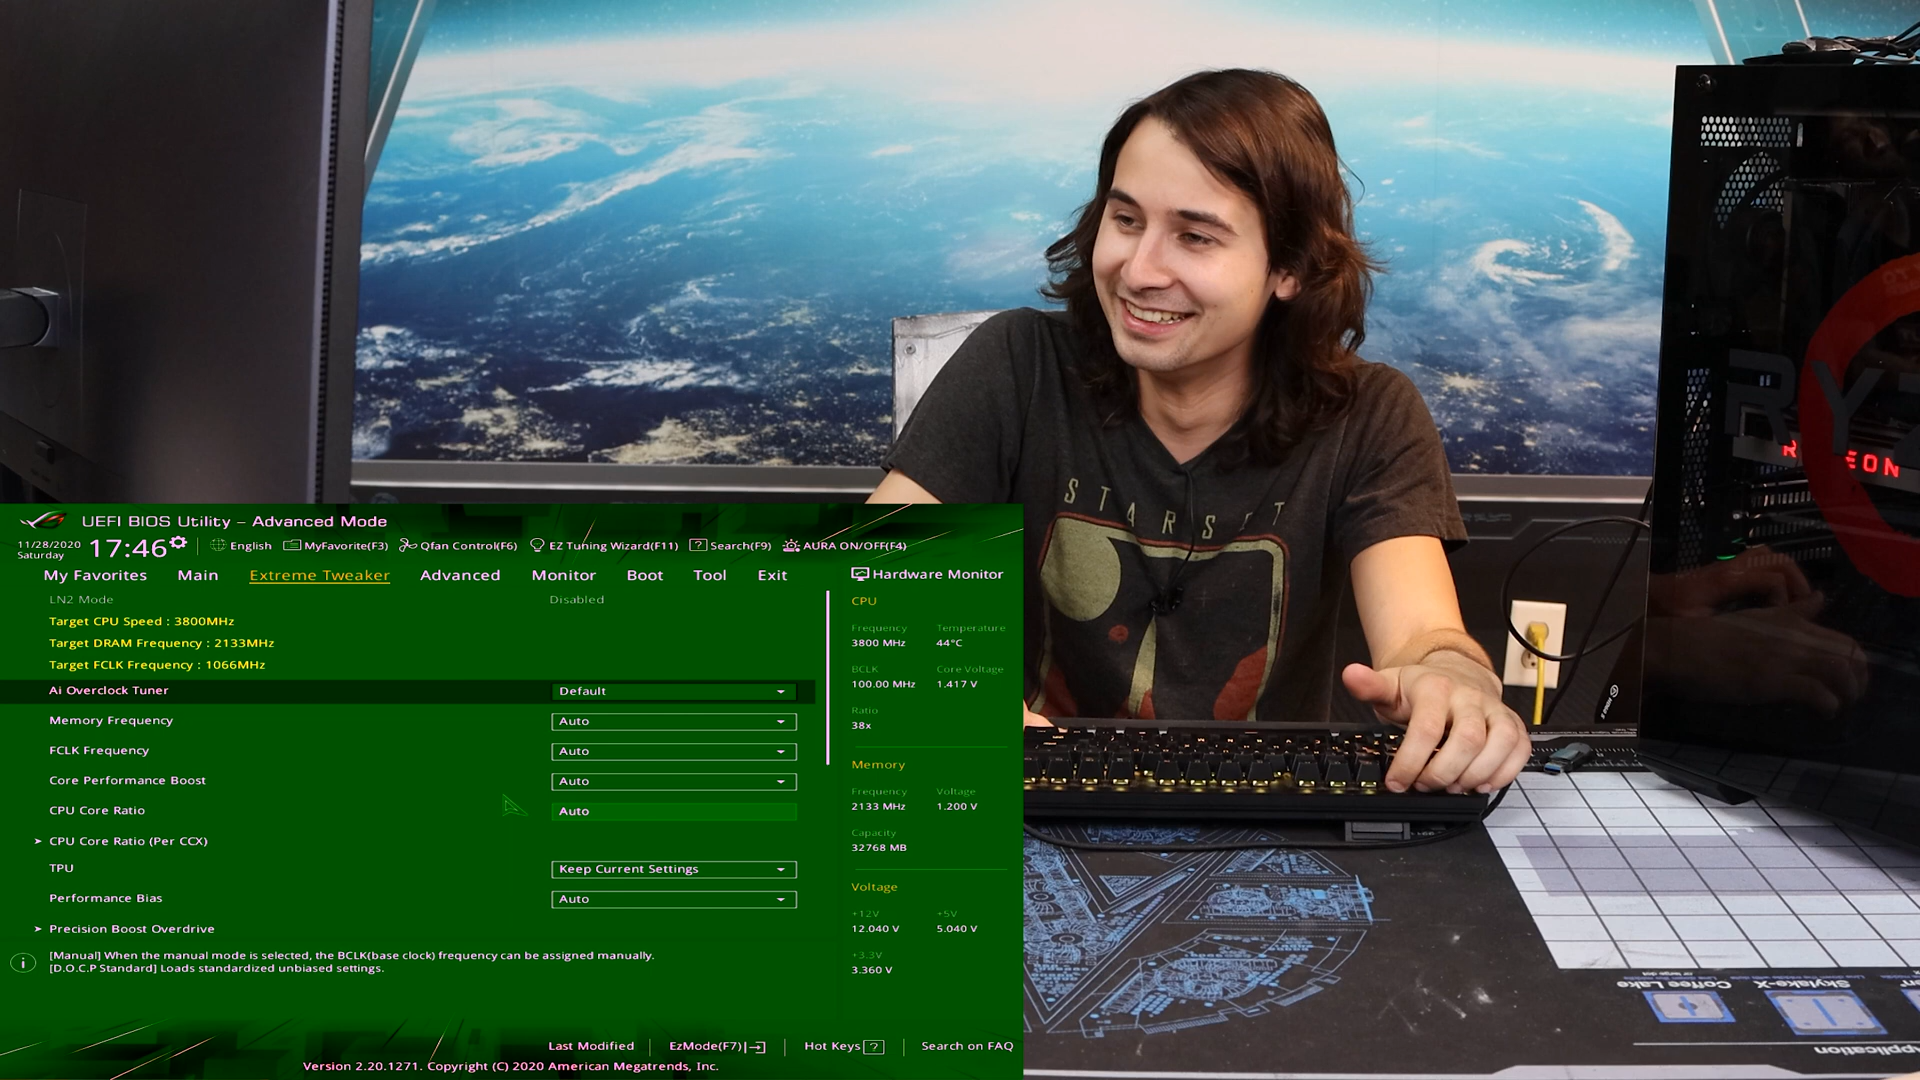 STARSET
RYZ
R EON
UEFI BIOS Utility – Advanced Mode
11/28/2020
Saturday
17:46
English
MyFavorite(F3)
Qfan Control(F6)
EZ Tuning Wizard(F11)
? Search(F9)
AURA ON/OFF(F4)
My Favorites
Main
Extreme Tweaker
Advanced
Monitor
Boot
Tool
Exit
LN2 Mode Disabled
Target CPU Speed : 3800MHz
Target DRAM Frequency : 2133MHz
Target FCLK Frequency : 1066MHz
Ai Overclock Tuner Default
Memory Frequency Auto
FCLK Frequency Auto
Core Performance Boost Auto
CPU Core Ratio Auto
CPU Core Ratio (Per CCX)
TPU Keep Current Settings
Performance Bias Auto
Precision Boost Overdrive
[Manual] When the manual mode is selected, the BCLK(base clock) frequency can be assigned manually.
[D.O.C.P Standard] Loads standardized unbiased settings.
Hardware Monitor
CPU
Frequency Temperature
3800 MHz 44°C
BCLK Core Voltage
100.00 MHz 1.417 V
Ratio
38x
Memory
Frequency Voltage
2133 MHz 1.200 V
Capacity
32768 MB
Voltage
+12V +5V
12.040 V 5.040 V
+3.3V
3.360 V
Last Modified
EzMode(F7)
Hot Keys ?
Search on FAQ
Version 2.20.1271. Copyright (C) 2020 American Megatrends, Inc.
Coffee Lake
Skylake-X
Application